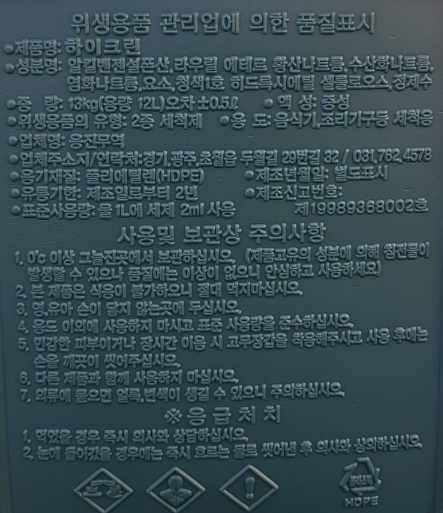 위생용품 관리업에 의한 품질표시
●제품명: 하이크린
●성분명: 알킬벤젠설폰산, 라우릴 에테르 황산나트륨, 수산화나트륨,
염화나트륨, 요소, 청색1호 히드록시에틸 셀룰로오스, 정제수
●중 량: 13kg(용량 12L)오차 ±0.5ℓ ●액 성: 중성
●위생용품의 유형: 2종 세척제 ●용 도: 음식기,조리기구등 세척용
●업체명: 웅진무역
●업체주소지/연락처:경기,광주,초월읍 무월길 29번길 32 / 031,762,4578
●용기재질: 폴리에틸렌(HDPE) ●제조년월일: 별도표시
●유통기한: 제조일로부터 2년 ●제조신고번호:
●표준사용량: 물 1L에 세제 2ml 사용 제19989368002호
사용및 보관상 주의사항
1. 0℃ 이상 그늘진곳에서 보관하십시오, (제품고유의 성분에 의해 침전물이
발생할 수 있으나 품질에는 이상이 없으니 안심하고 사용하세요)
2. 본 제품은 식용이 불가하오니 절대 먹지마십시오,
3. 영,유아 손이 닿지 않는곳에 두십시오,
4. 용도 이외에 사용하지 마시고 표준 사용량을 준수하십시오,
5. 민감한 피부이거나 장시간 이용 시 고무장갑을 착용해주시고 사용 후에는
손을 깨끗이 씻어주십시오,
6. 다른 제품과 함께 사용하지 마십시오,
7. 의류에 묻으면 얼룩,변색이 생길 수 있으니 주의하십시오,
※응급처치
1. 먹었을 경우 즉시 의사와 상담하십시오,
2. 눈에 들어갔을 경우에는 즉시 흐르는 물로 씻어낸 후 의사와 상의하십시오,
HDPE